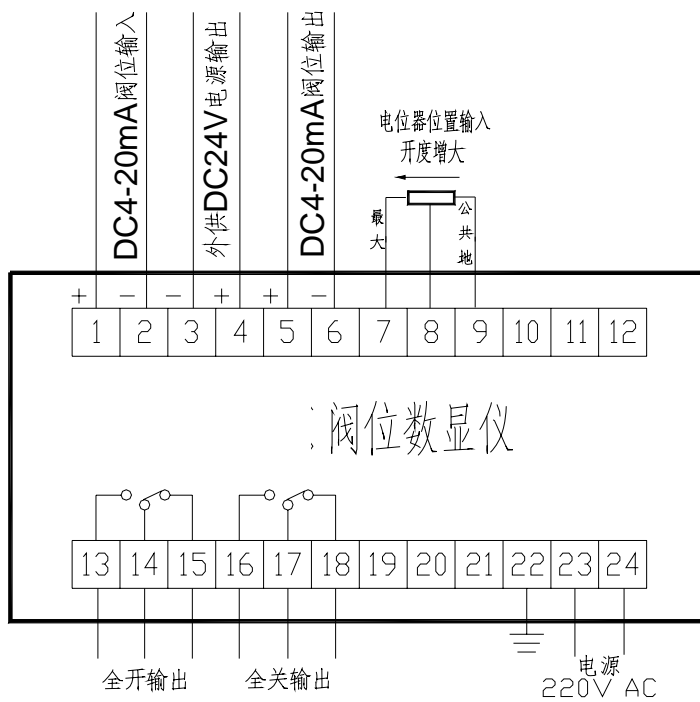 DC4-20mA阀位输入
外供DC24V电源输出
DC4-20mA阀位输出
电位器位置输入
开度增大
最大
公共地
+ − − + + −
1 2 3 4 5 6 7 8 9 10 11 12
阀位数显仪
13 14 15 16 17 18 19 20 21 22 23 24
全开输出
全关输出
电源
220V AC